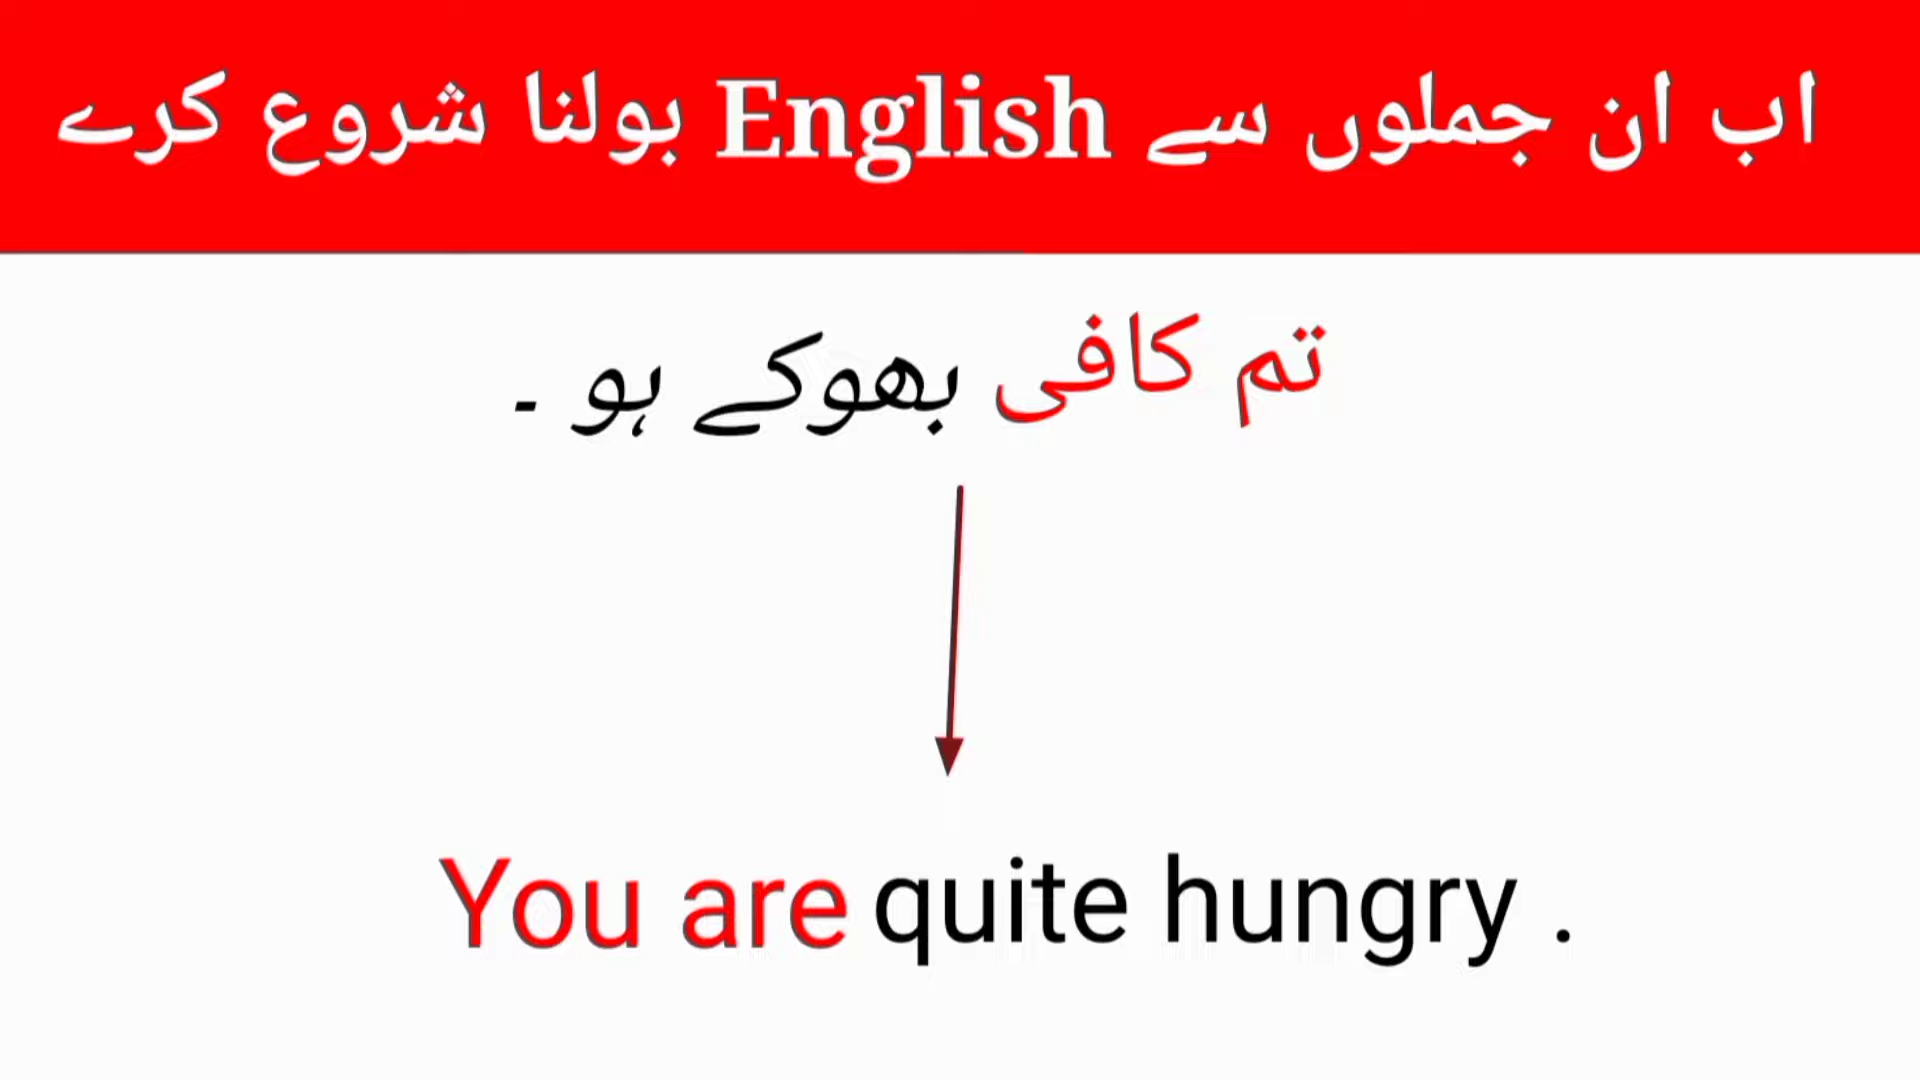 اب ان جملوں سے English بولنا شروع کرے
تم کافی بھوکے ہو ۔
You are quite hungry .